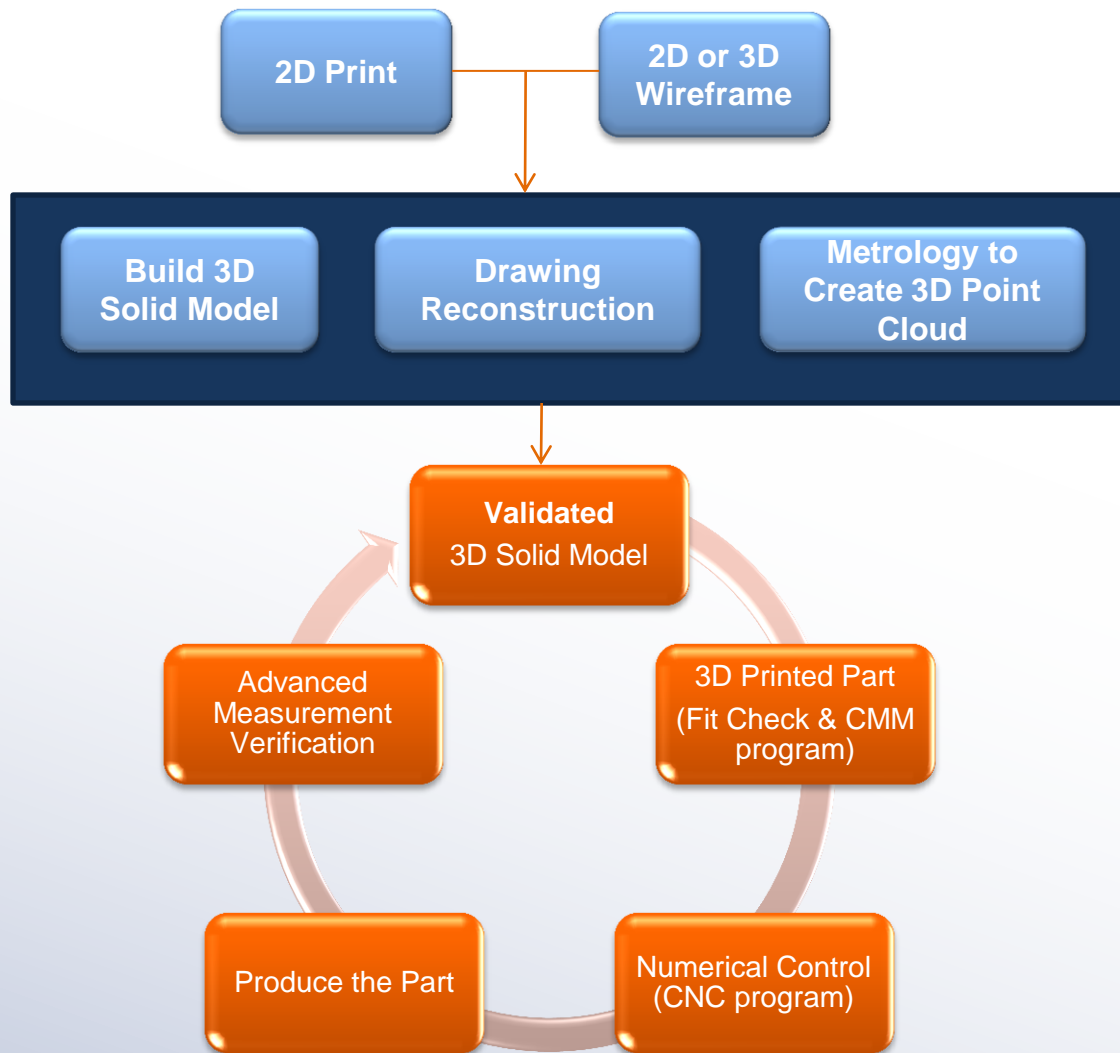 2D Print
2D or 3D
Wireframe
Build 3D
Solid Model
Drawing
Reconstruction
Metrology to
Create 3D Point
Cloud
Validated
3D Solid Model
Advanced
Measurement
Verification
3D Printed Part
(Fit Check & CMM
program)
Produce the Part
Numerical Control
(CNC program)